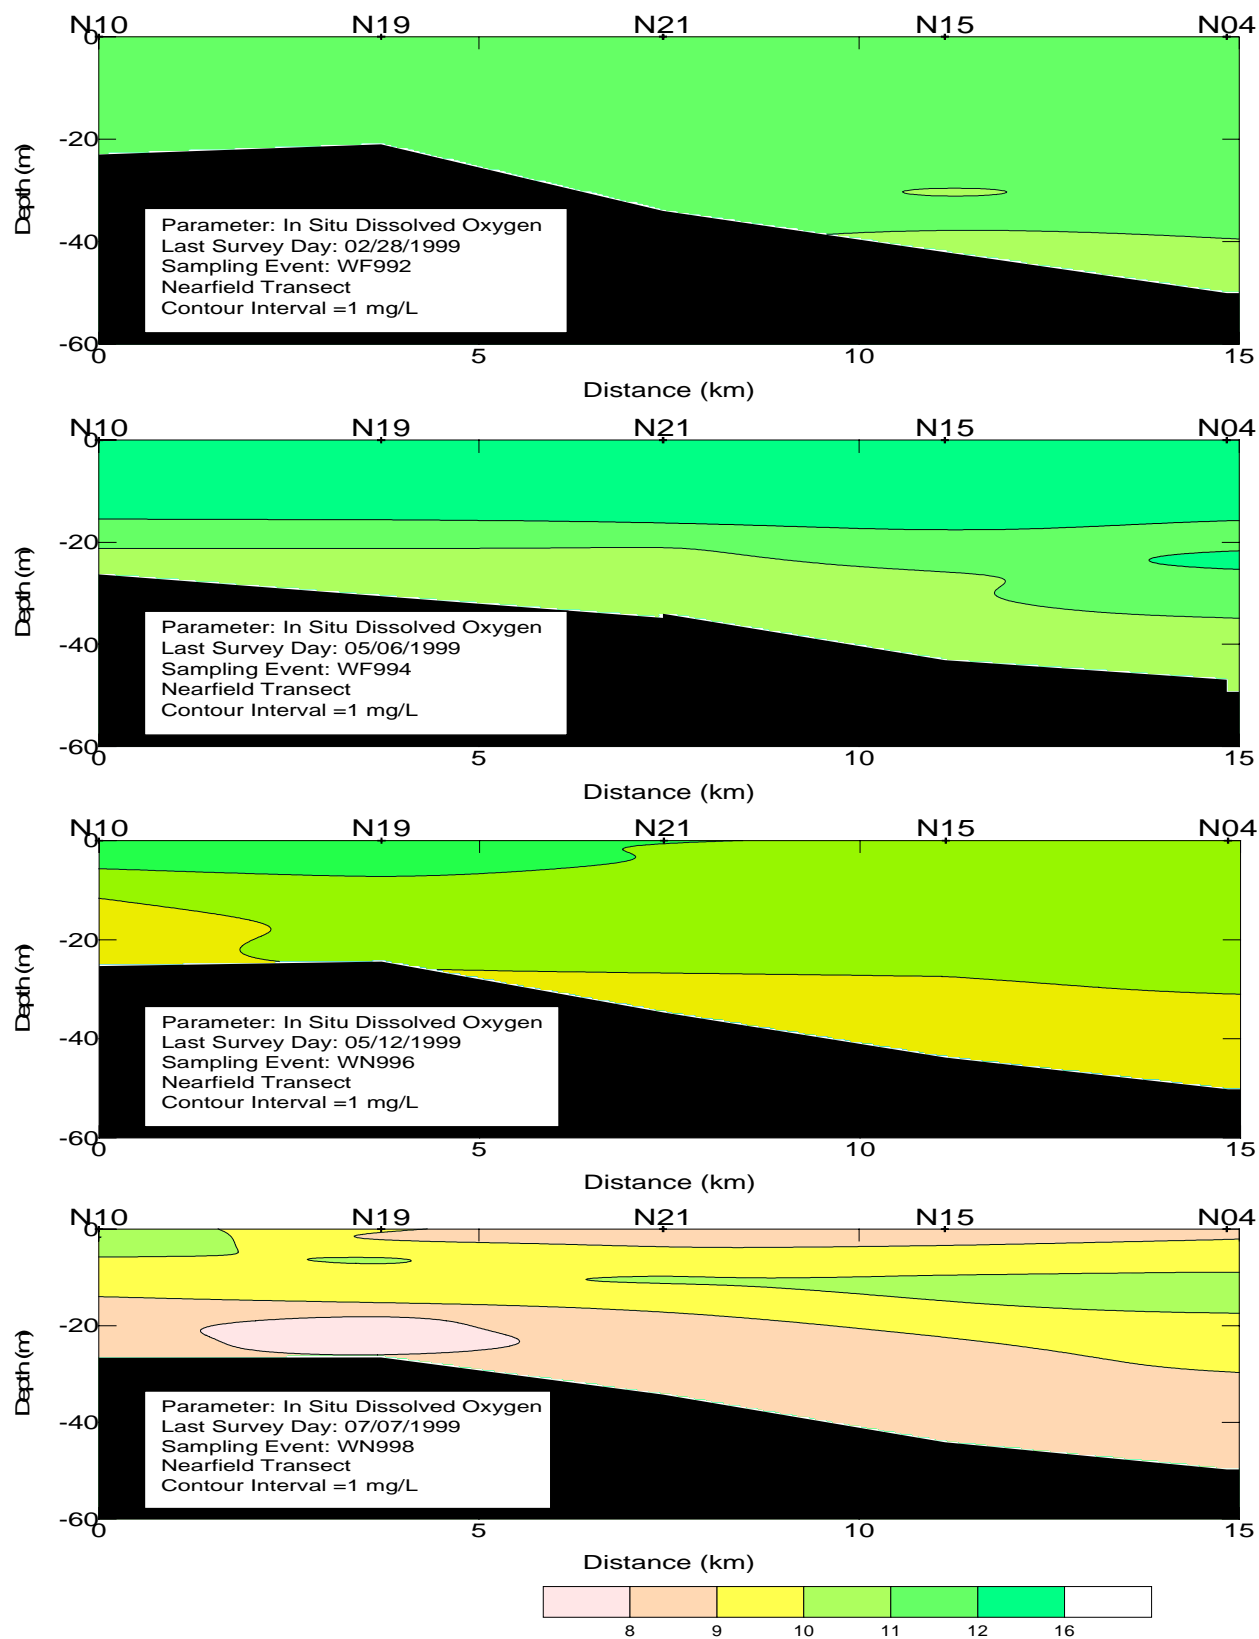 N10 N19 N21 N15 N04
0
-20
-40
-60
Depth (m)
Parameter: In Situ Dissolved Oxygen
Last Survey Day: 02/28/1999
Sampling Event: WF992
Nearfield Transect
Contour Interval =1 mg/L
0 5 10 15
Distance (km)
N10 N19 N21 N15 N04
0
-20
-40
-60
Depth (m)
Parameter: In Situ Dissolved Oxygen
Last Survey Day: 05/06/1999
Sampling Event: WF994
Nearfield Transect
Contour Interval =1 mg/L
0 5 10 15
Distance (km)
N10 N19 N21 N15 N04
0
-20
-40
-60
Depth (m)
Parameter: In Situ Dissolved Oxygen
Last Survey Day: 05/12/1999
Sampling Event: WN996
Nearfield Transect
Contour Interval =1 mg/L
0 5 10 15
Distance (km)
N10 N19 N21 N15 N04
0
-20
-40
-60
Depth (m)
Parameter: In Situ Dissolved Oxygen
Last Survey Day: 07/07/1999
Sampling Event: WN998
Nearfield Transect
Contour Interval =1 mg/L
0 5 10 15
Distance (km)
8 9 10 11 12 16